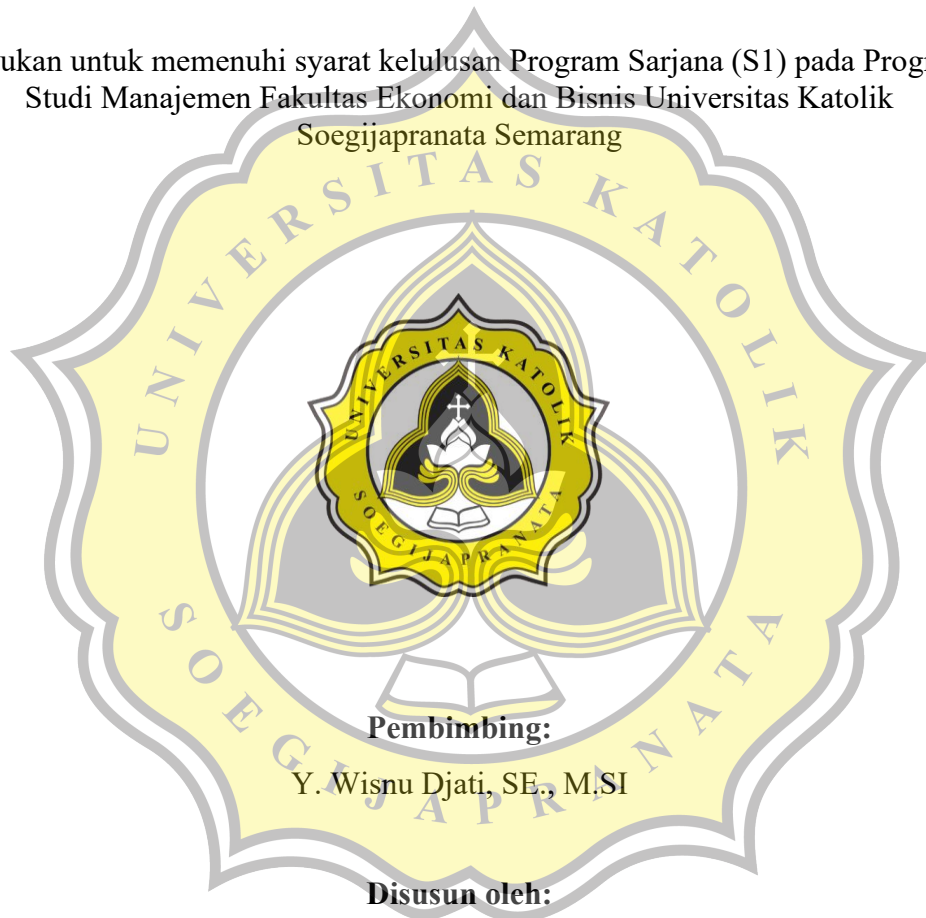 ukan untuk memenuhi syarat kelulusan Program Sarjana (S1) pada Progr
Studi Manajemen Fakultas Ekonomi dan Bisnis Universitas Katolik
Soegijapranata Semarang
UNIVERSITAS KATOLIK
SOEGIJAPRANATA
UNIVERSITAS KATOLIK
SOEGIJAPRANATA
Pembimbing:
Y. Wisnu Djati, SE., M.SI
Disusun oleh: